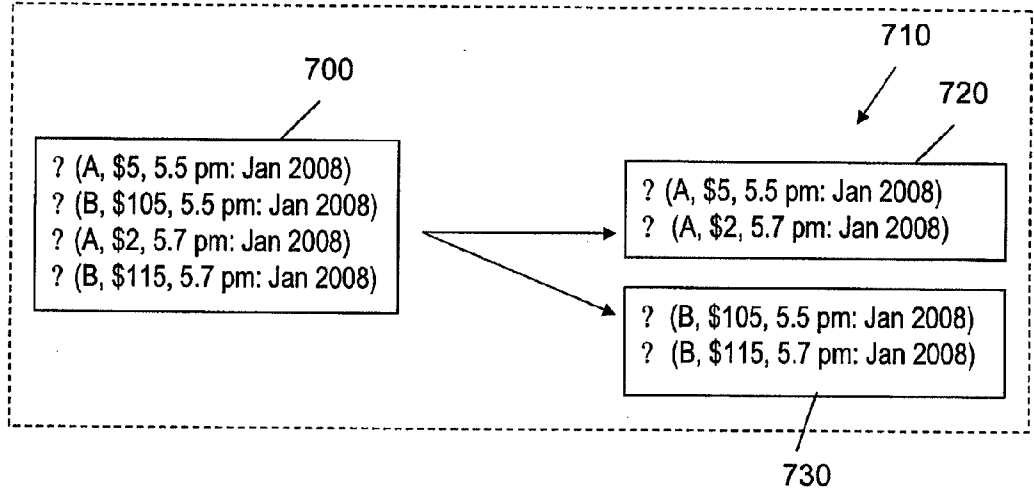 700
710
720
? (A, $5, 5.5 pm: Jan 2008)
? (B, $105, 5.5 pm: Jan 2008)
? (A, $2, 5.7 pm: Jan 2008)
? (B, $115, 5.7 pm: Jan 2008)
? (A, $5, 5.5 pm: Jan 2008)
? (A, $2, 5.7 pm: Jan 2008)
? (B, $105, 5.5 pm: Jan 2008)
? (B, $115, 5.7 pm: Jan 2008)
730